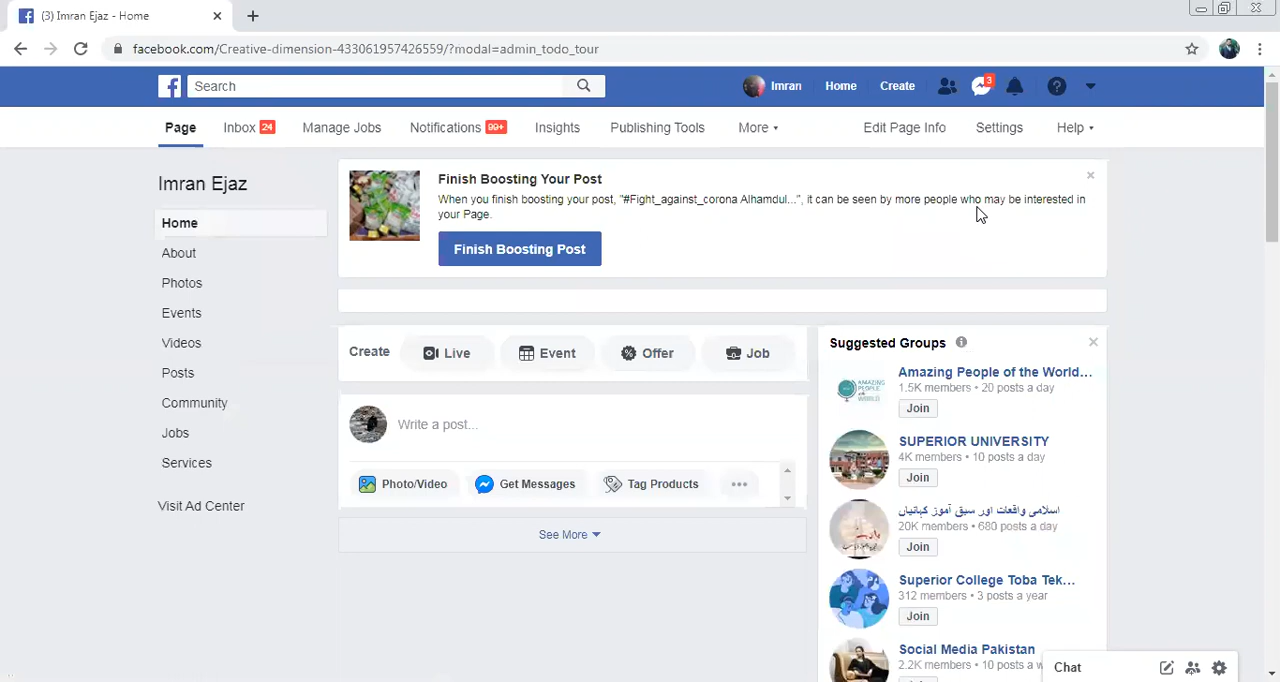 (3) Imran Ejaz - Home
facebook.com/Creative-dimension-433061957426559/?modal=admin_todo_tour
Search
Imran
Home
Create
3
Page
Inbox 24
Manage Jobs
Notifications 99+
Insights
Publishing Tools
More
Edit Page Info
Settings
Help
Imran Ejaz
Home
About
Photos
Events
Videos
Posts
Community
Jobs
Services
Visit Ad Center
Finish Boosting Your Post
When you finish boosting your post, "#Fight_against_corona Alhamdul...", it can be seen by more people who may be interested in
your Page.
Finish Boosting Post
Create
Live
Event
Offer
Job
Write a post...
Photo/Video
Get Messages
Tag Products
See More
Suggested Groups
Amazing People of the World...
1.5K members • 20 posts a day
Join
AMAZING
PEOPLE
WORLD
SUPERIOR UNIVERSITY
4K members • 10 posts a day
Join
اسلامی واقعات اور سبق آموز کہانیاں
20K members • 680 posts a day
Join
Superior College Toba Tek...
312 members • 3 posts a year
Join
Social Media Pakistan
2.2K members • 10 posts a
Chat